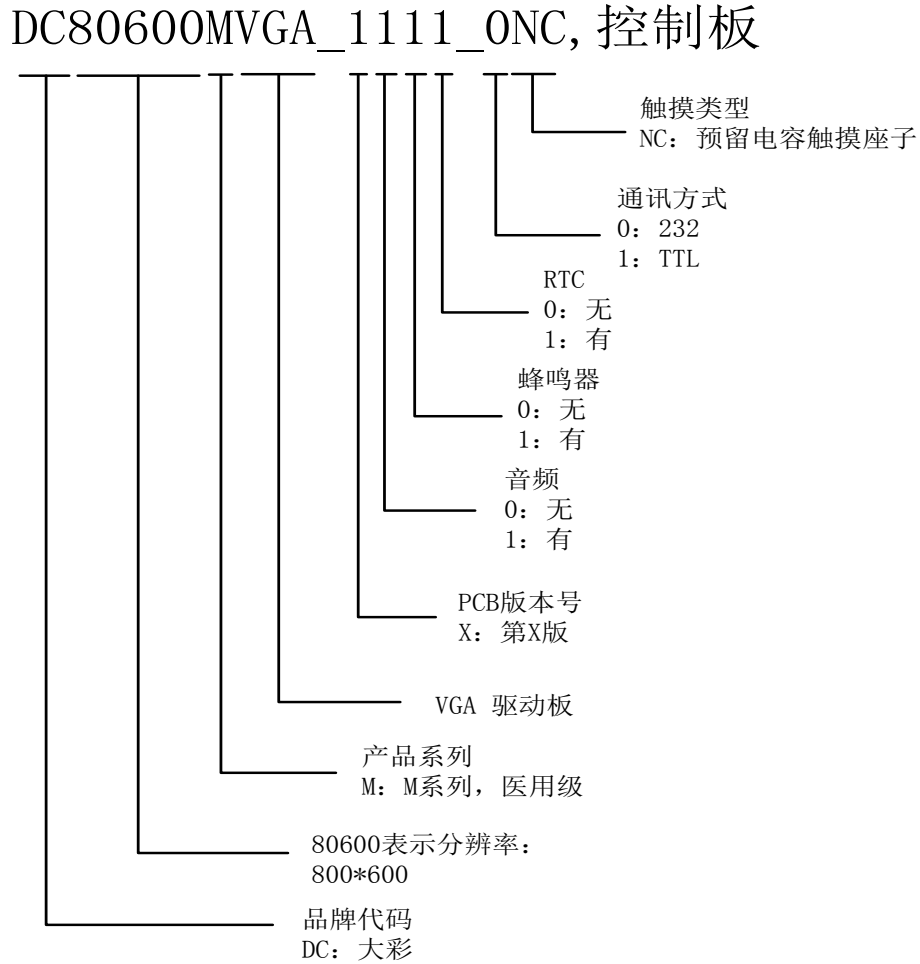 DC80600MVGA_1111_0NC,控制板
触摸类型
NC：预留电容触摸座子
通讯方式
0：232
1：TTL
RTC
0：无
1：有
蜂鸣器
0：无
1：有
音频
0：无
1：有
PCB版本号
X：第X版
VGA 驱动板
产品系列
M：M系列，医用级
80600表示分辨率：
800*600
品牌代码
DC：大彩